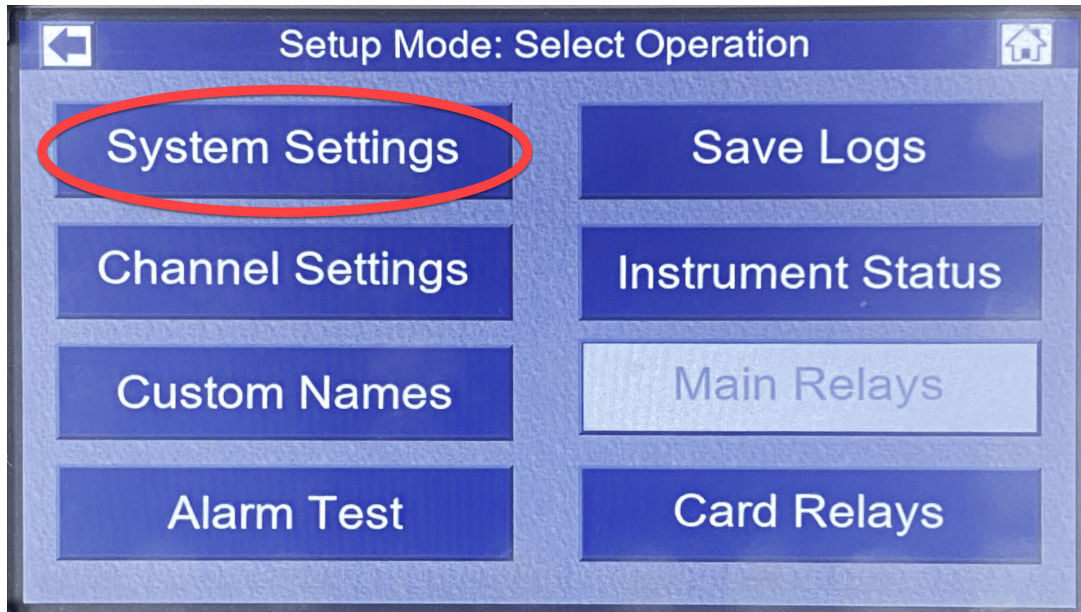 Setup Mode: Select Operation
System Settings
Save Logs
Channel Settings
Instrument Status
Custom Names
Main Relays
Alarm Test
Card Relays